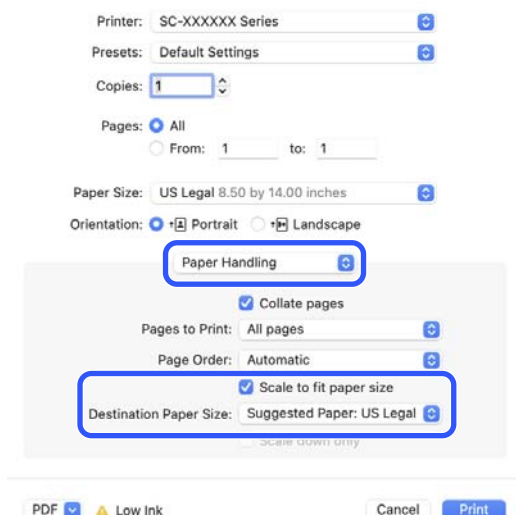 Printer: SC-XXXXXX Series
Presets: Default Settings
Copies: 1
Pages: All
From: 1 to: 1
Paper Size: US Legal 8.50 by 14.00 inches
Orientation: Portrait Landscape
Paper Handling
Collate pages
Pages to Print: All pages
Page Order: Automatic
Scale to fit paper size
Destination Paper Size: Suggested Paper: US Legal
Scale down only
PDF Low Ink Cancel Print